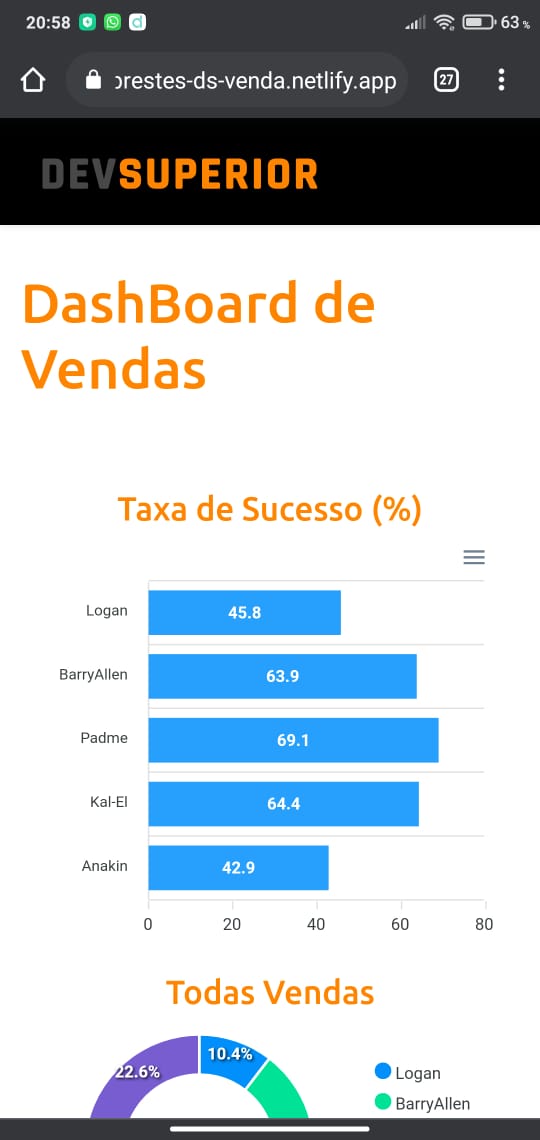 20:58
63 %
prestes-ds-venda.netlify.app
27
DEVSUPERIOR
DashBoard de
Vendas
Taxa de Sucesso (%)
Logan
45.8
BarryAllen
63.9
Padme
69.1
Kal-El
64.4
Anakin
42.9
0 20 40 60 80
Todas Vendas
10.4%
22.6%
Logan
BarryAllen